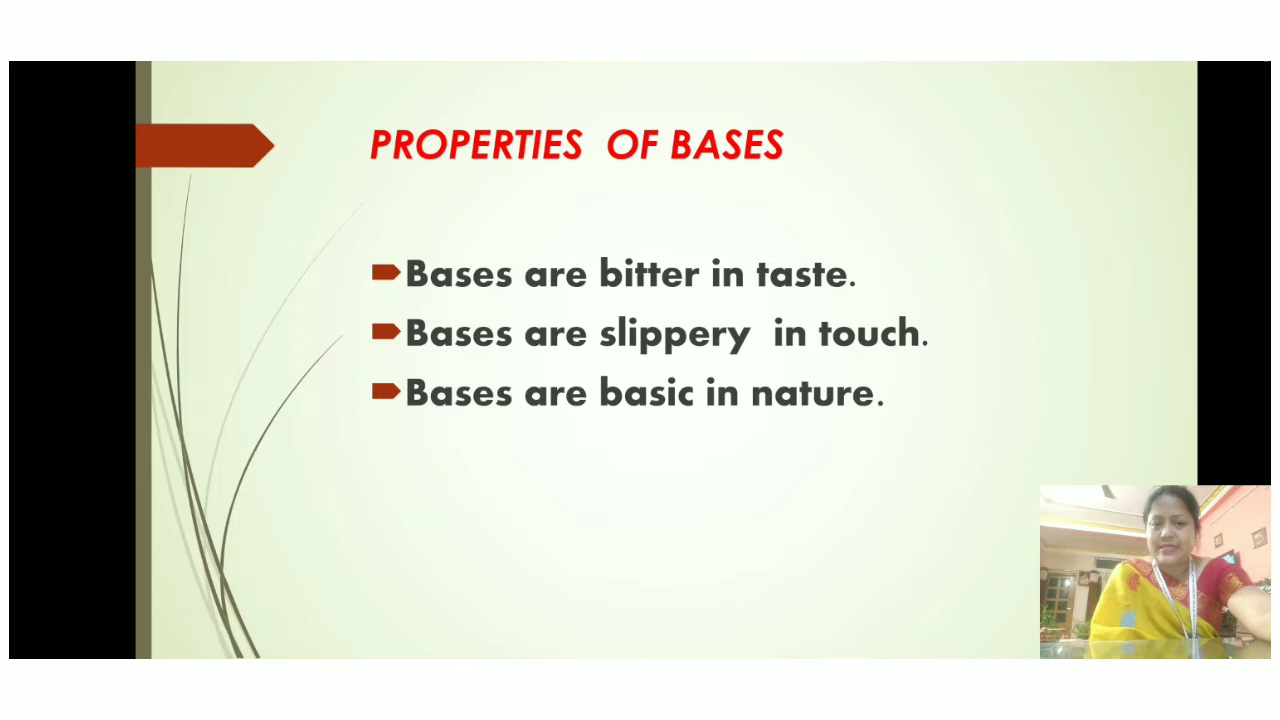 PROPERTIES OF BASES
Bases are bitter in taste.
Bases are slippery in touch.
Bases are basic in nature.